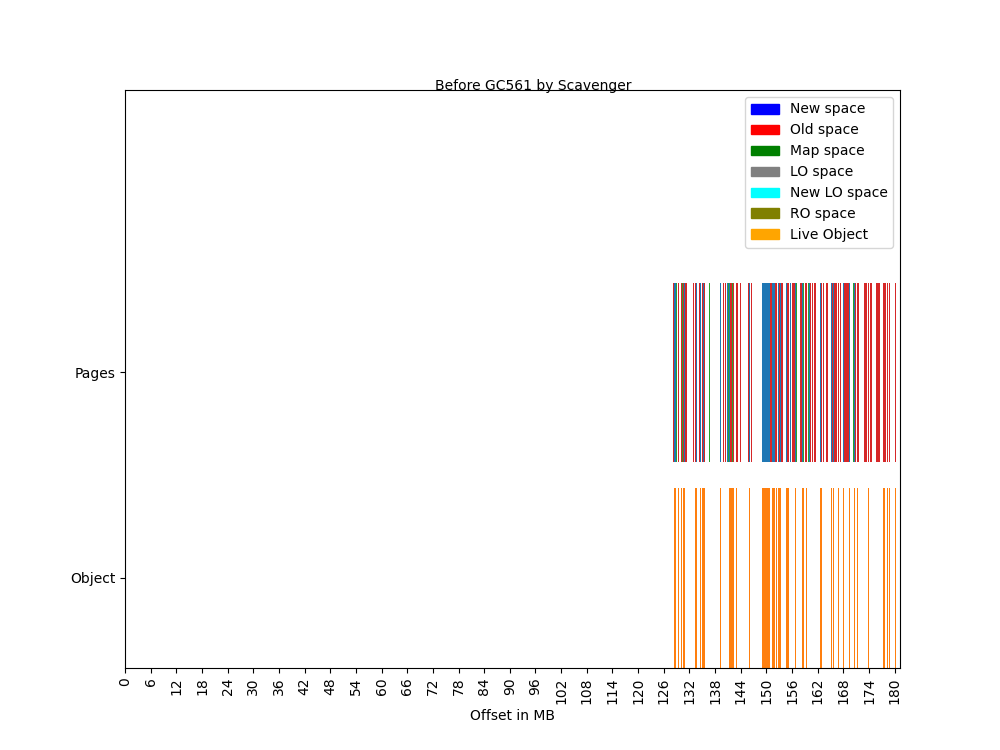 Before GC561 by Scavenger
New space
Old space
Map space
LO space
New LO space
RO space
Live Object
Pages
Object
0 6 12 18 24 30 36 42 48 54 60 66 72 78 84 90 96 102 108 114 120 126 132 138 144 150 156 162 168 174 180
Offset in MB